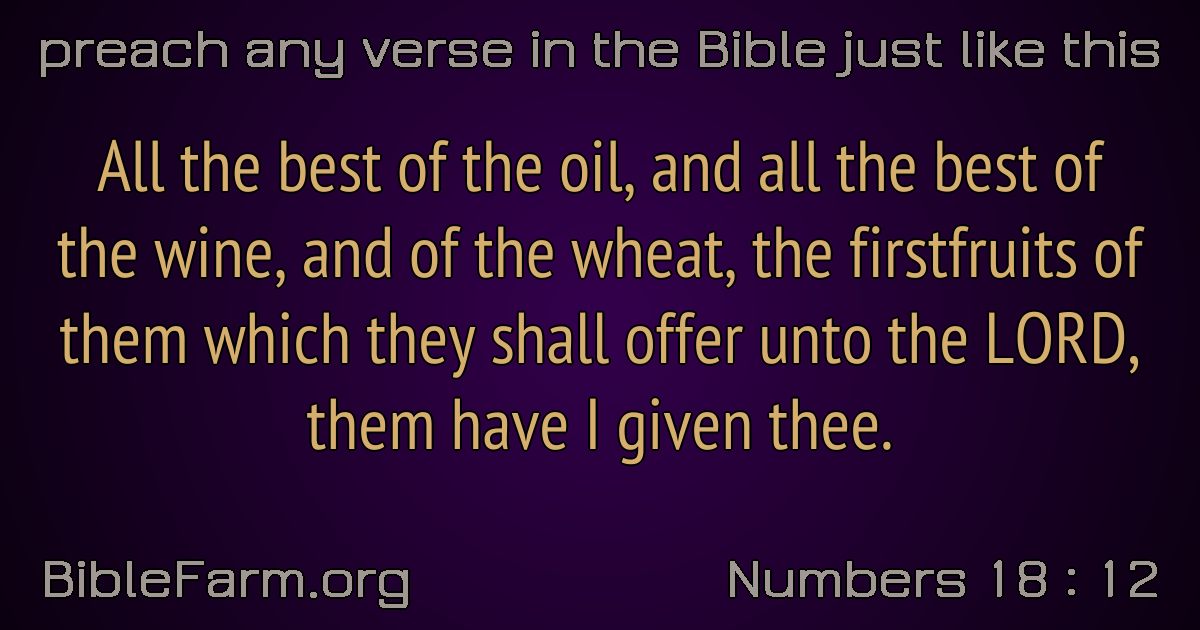 preach any verse in the Bible just like this
All the best of the oil, and all the best of
the wine, and of the wheat, the firstfruits of
them which they shall offer unto the LORD,
them have I given thee.
BibleFarm.org
Numbers 18 : 12